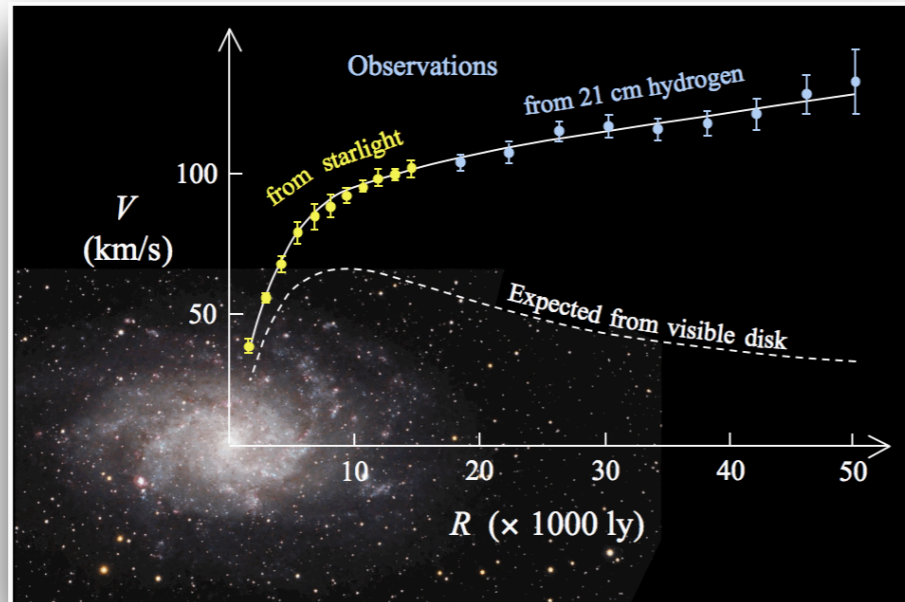 Observations
from 21 cm hydrogen
from starlight
100
V
(km/s)
50
Expected from visible disk
10 20 30 40 50
R (× 1000 ly)